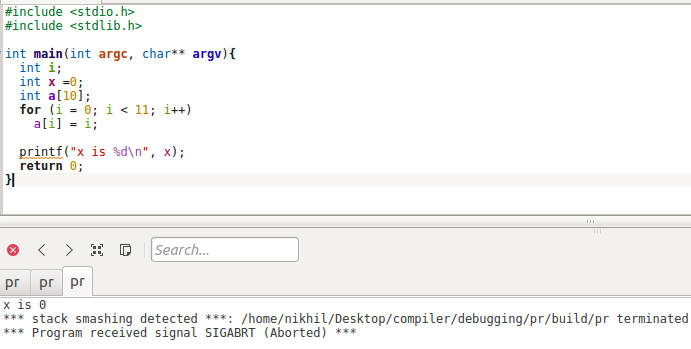 #include <stdio.h>
#include <stdlib.h>
int main(int argc, char** argv){
int i;
int x =0;
int a[10];
for (i = 0; i < 11; i++)
a[i] = i;
printf("x is %d\n", x);
return 0;
}
Search...
pr pr pr
x is 0
*** stack smashing detected ***: /home/nikhil/Desktop/compiler/debugging/pr/build/pr terminated
*** Program received signal SIGABRT (Aborted) ***